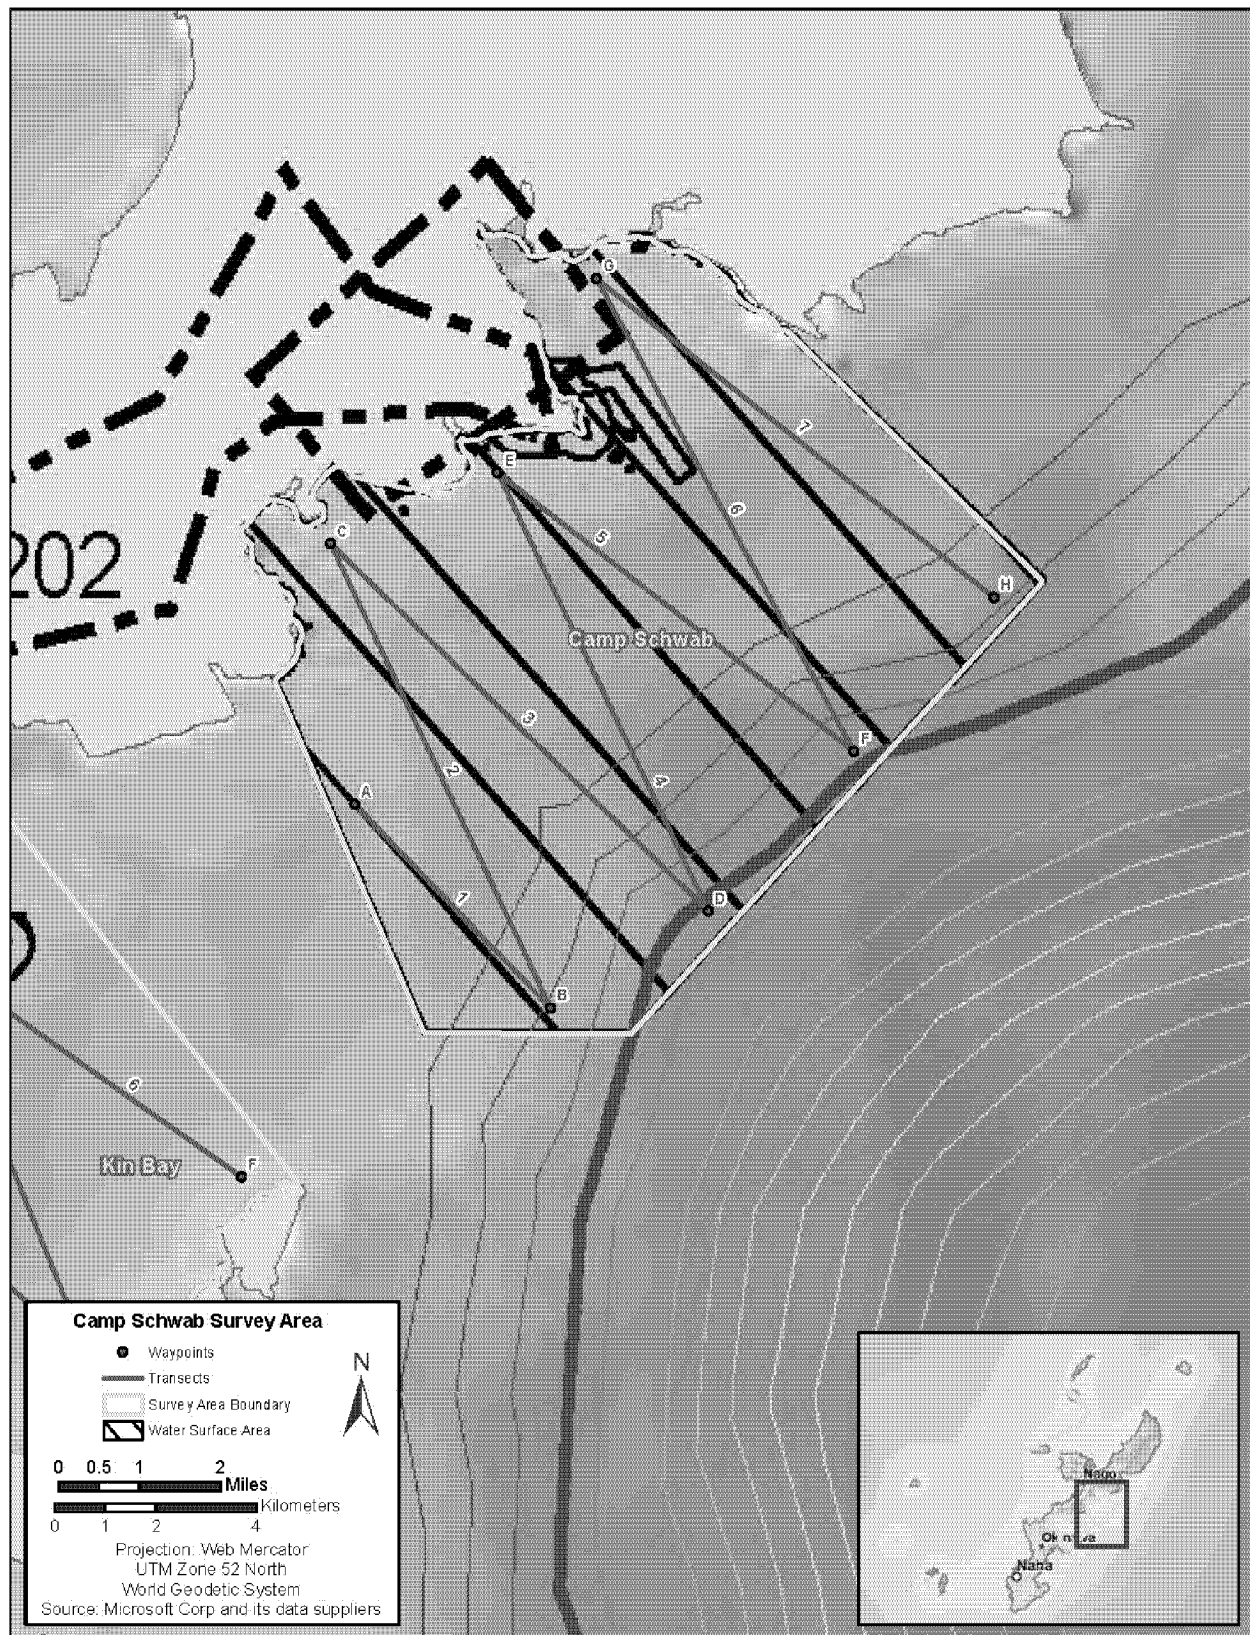 G
7
E
6
C
5
202
H
Camp Schwab
3
F
2
4
A
1
D
B
6
Kin Bay
F
Camp Schwab Survey Area
Waypoints
N
Transects
Survey Area Boundary
Water Surface Area
0 0.5 1 2
Miles
Kilometers
0 1 2 4
Projection: Web Mercator
UTM Zone 52 North
World Geodetic System
Source: Microsoft Corp and its data suppliers
Nago
Naha